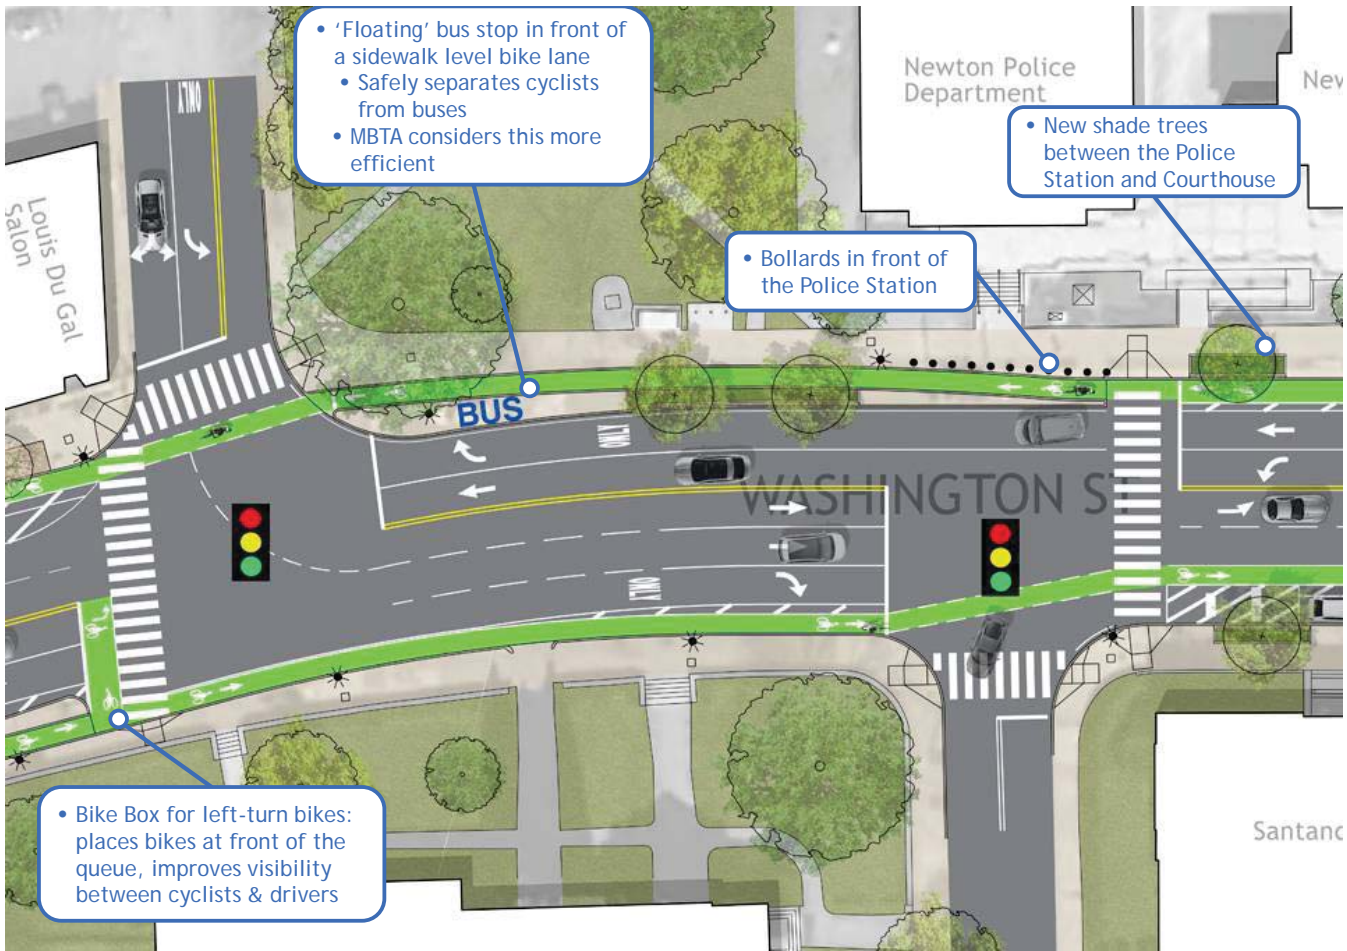 • ‘Floating’ bus stop in front of
a sidewalk level bike lane
• Safely separates cyclists
from buses
• MBTA considers this more
efficient
Newton Police
Department
New
• New shade trees
between the Police
Station and Courthouse
• Bollards in front of
the Police Station
ONLY
Louis Du Gal
Salon
BUS
ONLY
WASHINGTON ST
ONLY
• Bike Box for left-turn bikes:
places bikes at front of the
queue, improves visibility
between cyclists & drivers
Santand